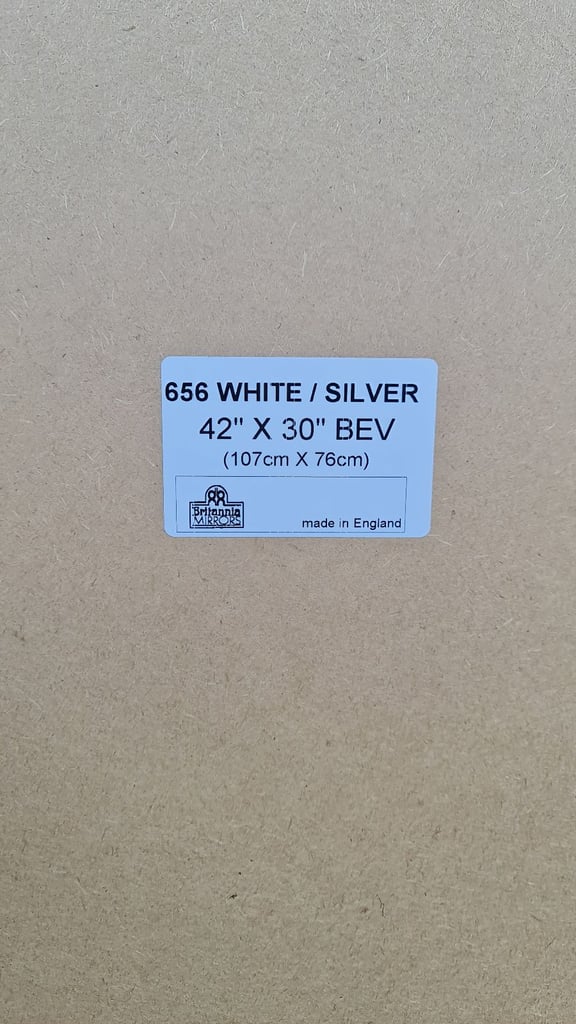 656 WHITE / SILVER
42" X 30" BEV
(107cm X 76cm)
Britannia
MIRRORS
made in England